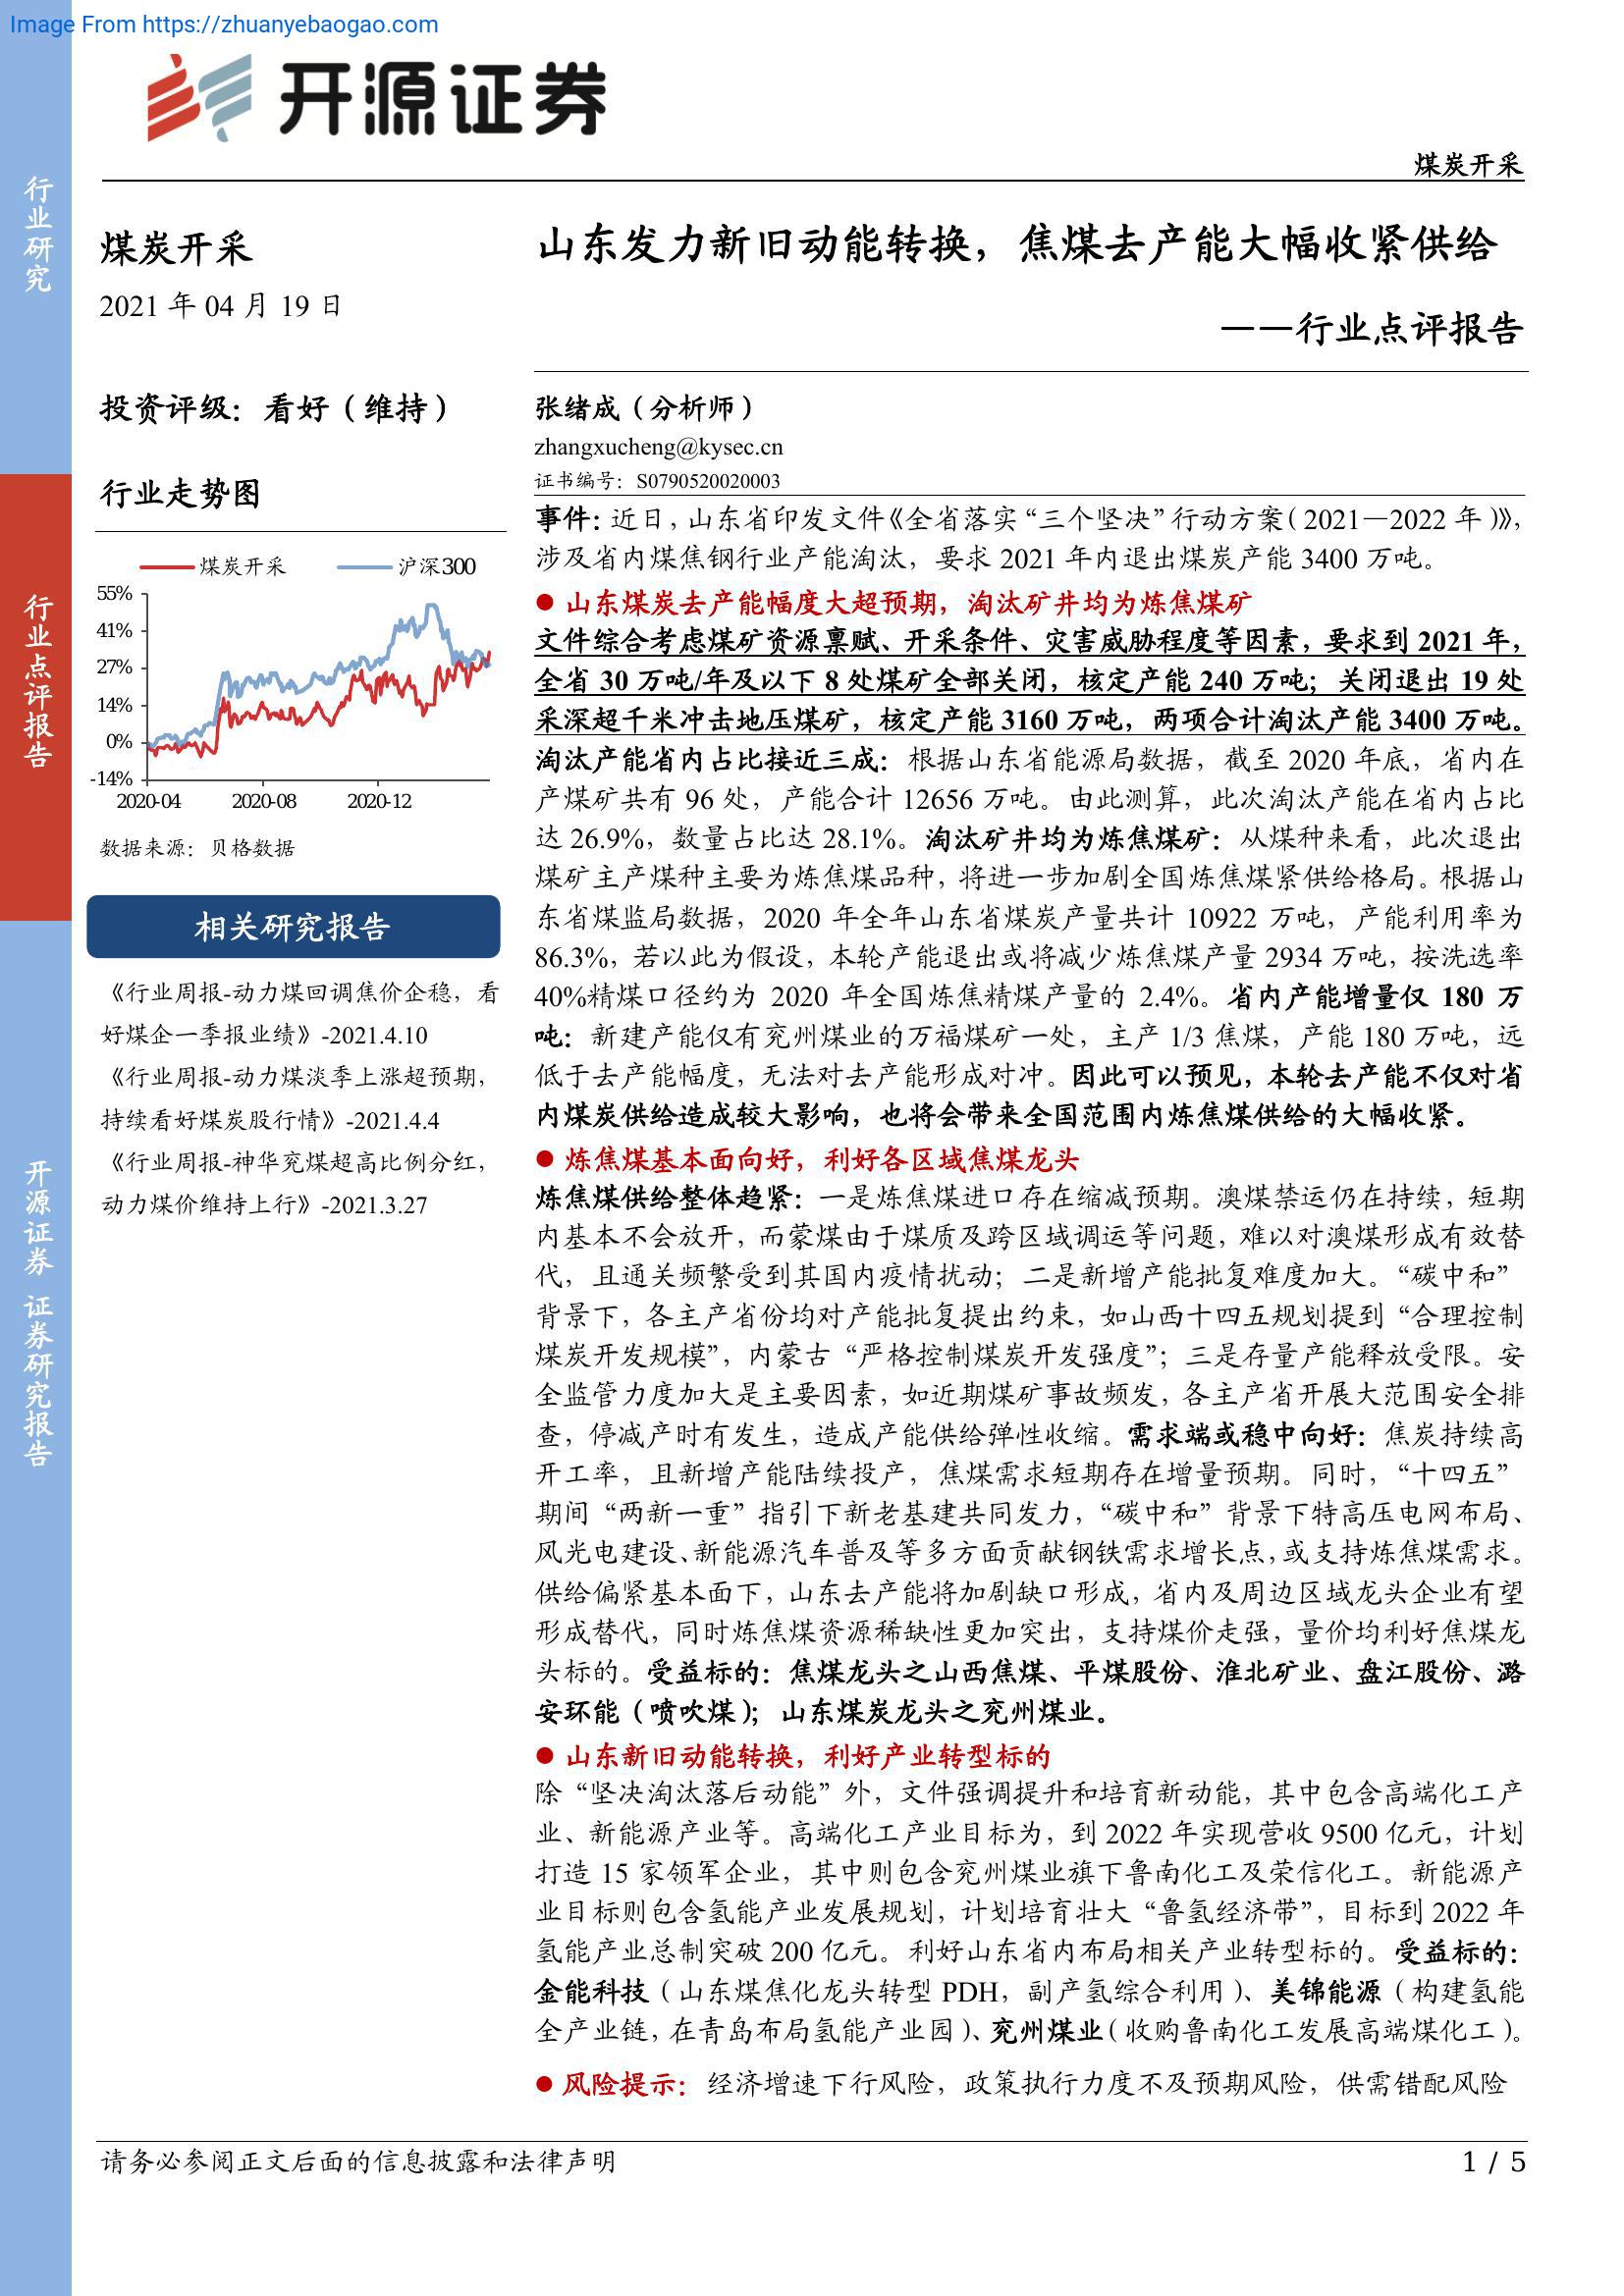 Image From https://zhuanyebaogao.com
开源证券
煤炭开采
行业研究
行业点评报告
开源证券 证券研究报告
煤炭开采
2021 年 04 月 19 日
投资评级：看好（维持）
行业走势图
煤炭开采 沪深300
55%
41%
27%
14%
0%
-14%
2020-04 2020-08 2020-12
数据来源：贝格数据
相关研究报告
《行业周报-动力煤回调焦价企稳，看
好煤企一季报业绩》-2021.4.10
《行业周报-动力煤淡季上涨超预期，
持续看好煤炭股行情》-2021.4.4
《行业周报-神华兖煤超高比例分红，
动力煤价维持上行》-2021.3.27
山东发力新旧动能转换，焦煤去产能大幅收紧供给
——行业点评报告
张绪成（分析师）
zhangxucheng@kysec.cn
证书编号：S0790520020003
事件：近日，山东省印发文件《全省落实“三个坚决”行动方案（2021—2022 年）》，
涉及省内煤焦钢行业产能淘汰，要求 2021 年内退出煤炭产能 3400 万吨。
● 山东煤炭去产能幅度大超预期，淘汰矿井均为炼焦煤矿
文件综合考虑煤矿资源禀赋、开采条件、灾害威胁程度等因素，要求到 2021 年，
全省 30 万吨/年及以下 8 处煤矿全部关闭，核定产能 240 万吨；关闭退出 19 处
采深超千米冲击地压煤矿，核定产能 3160 万吨，两项合计淘汰产能 3400 万吨。
淘汰产能省内占比接近三成：根据山东省能源局数据，截至 2020 年底，省内在
产煤矿共有 96 处，产能合计 12656 万吨。由此测算，此次淘汰产能在省内占比
达 26.9%，数量占比达 28.1%。淘汰矿井均为炼焦煤矿：从煤种来看，此次退出
煤矿主产煤种主要为炼焦煤品种，将进一步加剧全国炼焦煤紧供给格局。根据山
东省煤监局数据，2020 年全年山东省煤炭产量共计 10922 万吨，产能利用率为
86.3%，若以此为假设，本轮产能退出或将减少炼焦煤产量 2934 万吨，按洗选率
40%精煤口径约为 2020 年全国炼焦精煤产量的 2.4%。省内产能增量仅 180 万
吨：新建产能仅有兖州煤业的万福煤矿一处，主产 1/3 焦煤，产能 180 万吨，远
低于去产能幅度，无法对去产能形成对冲。因此可以预见，本轮去产能不仅对省
内煤炭供给造成较大影响，也将会带来全国范围内炼焦煤供给的大幅收紧。
● 炼焦煤基本面向好，利好各区域焦煤龙头
炼焦煤供给整体趋紧：一是炼焦煤进口存在缩减预期。澳煤禁运仍在持续，短期
内基本不会放开，而蒙煤由于煤质及跨区域调运等问题，难以对澳煤形成有效替
代，且通关频繁受到其国内疫情扰动；二是新增产能批复难度加大。“碳中和”
背景下，各主产省份均对产能批复提出约束，如山西十四五规划提到“合理控制
煤炭开发规模”，内蒙古“严格控制煤炭开发强度”；三是存量产能释放受限。安
全监管力度加大是主要因素，如近期煤矿事故频发，各主产省开展大范围安全排
查，停减产时有发生，造成产能供给弹性收缩。需求端或稳中向好：焦炭持续高
开工率，且新增产能陆续投产，焦煤需求短期存在增量预期。同时，“十四五”
期间“两新一重”指引下新老基建共同发力，“碳中和”背景下特高压电网布局、
风光电建设、新能源汽车普及等多方面贡献钢铁需求增长点，或支持炼焦煤需求。
供给偏紧基本面下，山东去产能将加剧缺口形成，省内及周边区域龙头企业有望
形成替代，同时炼焦煤资源稀缺性更加突出，支持煤价走强，量价均利好焦煤龙
头标的。受益标的：焦煤龙头之山西焦煤、平煤股份、淮北矿业、盘江股份、潞
安环能（喷吹煤）；山东煤炭龙头之兖州煤业。
● 山东新旧动能转换，利好产业转型标的
除“坚决淘汰落后动能”外，文件强调提升和培育新动能，其中包含高端化工产
业、新能源产业等。高端化工产业目标为，到 2022 年实现营收 9500 亿元，计划
打造 15 家领军企业，其中则包含兖州煤业旗下鲁南化工及荣信化工。新能源产
业目标则包含氢能产业发展规划，计划培育壮大“鲁氢经济带”，目标到 2022 年
氢能产业总制突破 200 亿元。利好山东省内布局相关产业转型标的。受益标的：
金能科技（山东煤焦化龙头转型 PDH，副产氢综合利用）、美锦能源（构建氢能
全产业链，在青岛布局氢能产业园）、兖州煤业（收购鲁南化工发展高端煤化工）。
● 风险提示：经济增速下行风险，政策执行力度不及预期风险，供需错配风险
请务必参阅正文后面的信息披露和法律声明
1 / 5